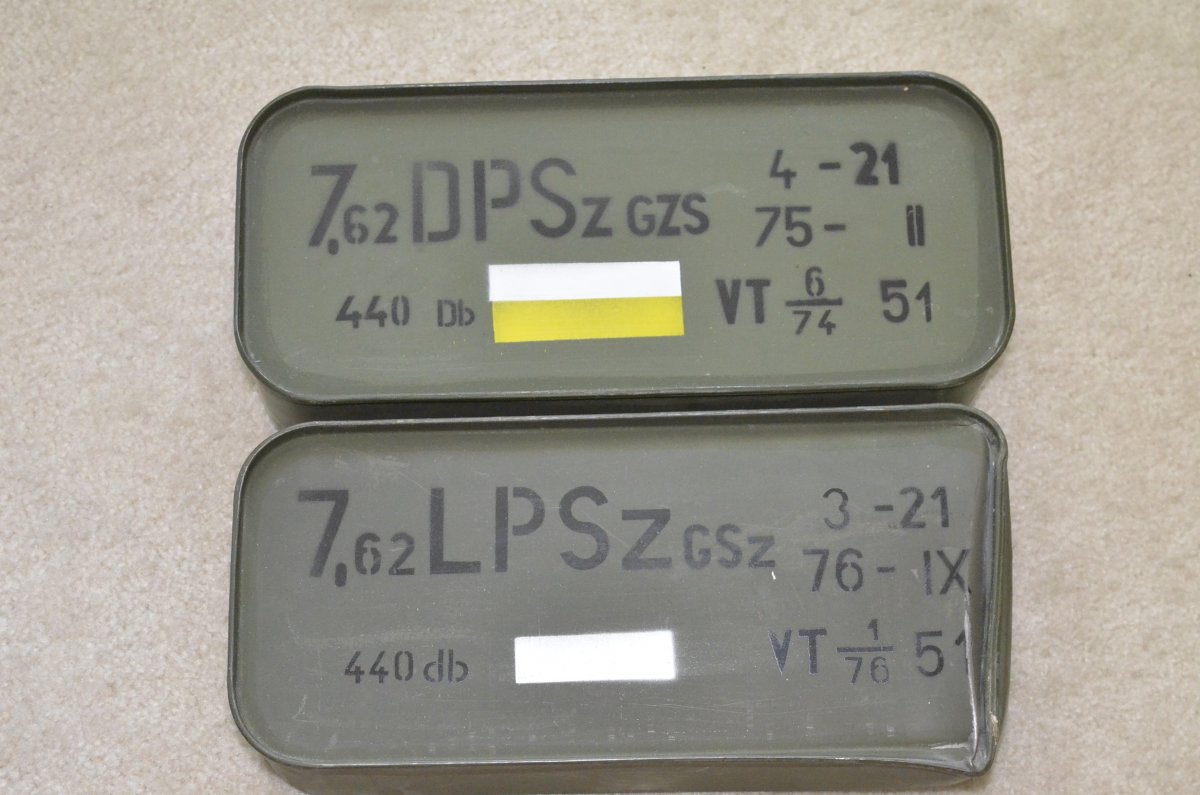 7,62 DPSz GZS 4 - 21
75 - II
440 Db VT 6/74 51
7,62 LPSz GSz 3 - 21
76 - IX
440 db VT 1/76 51